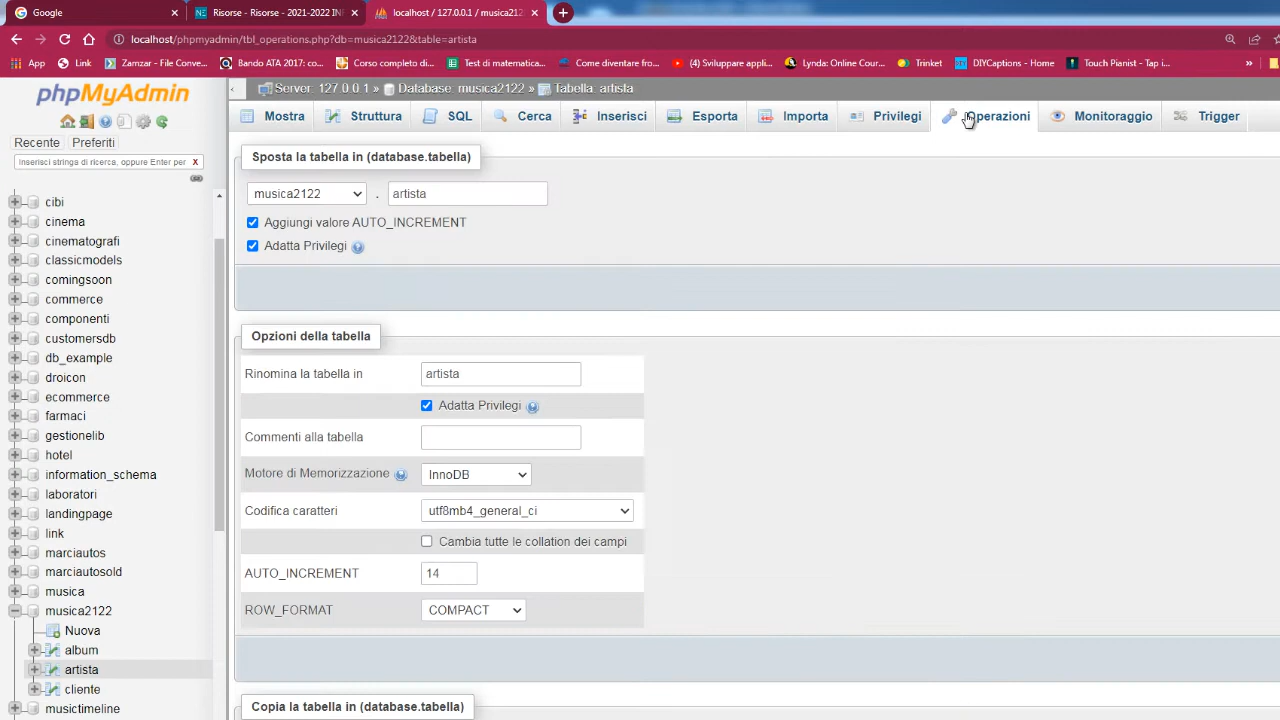 Google
Risorse - Risorse - 2021-2022 INF
localhost / 127.0.0.1 / musica212
localhost/phpmyadmin/tbl_operations.php?db=musica2122&table=artista
App
Link
Zamzar - File Conve...
Bando ATA 2017: co...
Corso completo di...
Test di matematica...
Come diventare fro...
(4) Sviluppare appli...
Lynda: Online Cour...
Trinket
DIYCaptions - Home
Touch Pianist - Tap i...
phpMyAdmin
Server: 127.0.0.1 » Database: musica2122 » Tabella: artista
Mostra
Struttura
SQL
Cerca
Inserisci
Esporta
Importa
Privilegi
Operazioni
Monitoraggio
Trigger
Recente
Preferiti
Inserisci stringa di ricerca, oppure Enter per
X
cibi
cinema
cinematografi
classicmodels
comingsoon
commerce
componenti
customersdb
db_example
droicon
ecommerce
farmaci
gestionelib
hotel
information_schema
laboratori
landingpage
link
marciautos
marciautosold
musica
musica2122
Nuova
album
artista
cliente
musictimeline
Sposta la tabella in (database.tabella)
musica2122
.
artista
Aggiungi valore AUTO_INCREMENT
Adatta Privilegi
Opzioni della tabella
Rinomina la tabella in
artista
Adatta Privilegi
Commenti alla tabella
Motore di Memorizzazione
InnoDB
Codifica caratteri
utf8mb4_general_ci
Cambia tutte le collation dei campi
AUTO_INCREMENT
14
ROW_FORMAT
COMPACT
Copia la tabella in (database.tabella)